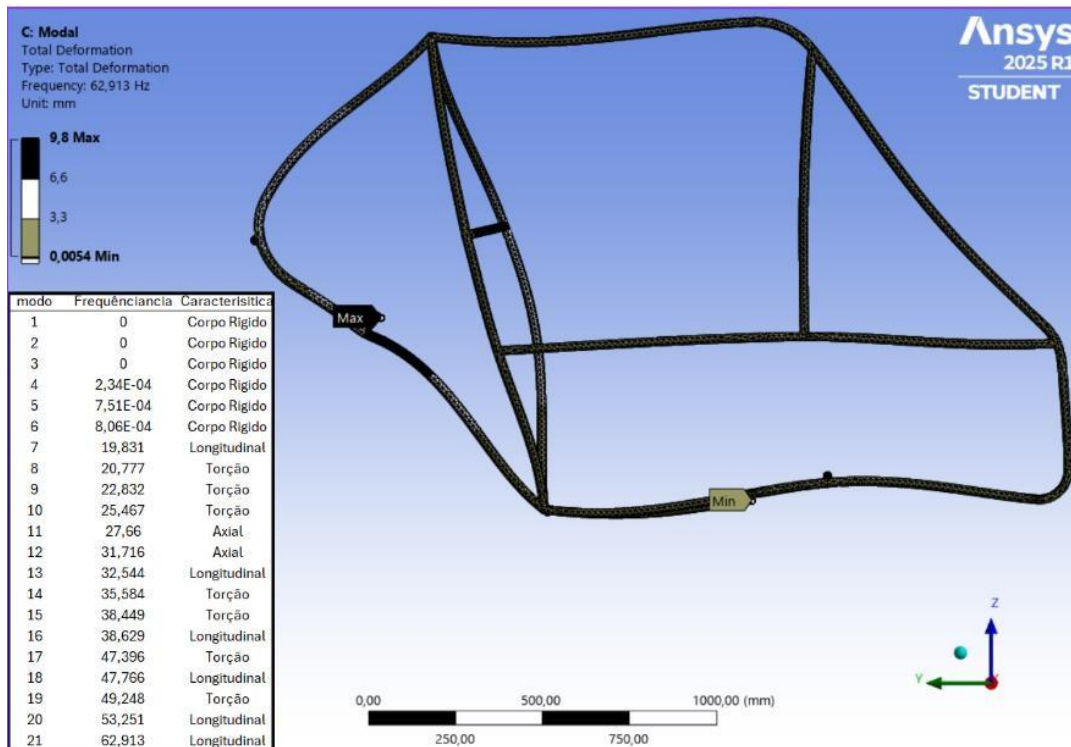 C: Modal
Total Deformation
Type: Total Deformation
Frequency: 62,913 Hz
Unit: mm
9,8 Max
6,6
3,3
0,0054 Min
Ansys
2025 R1
STUDENT
Max
Min
modo Frequênciancia Caracterisitica
1 0 Corpo Rigido
2 0 Corpo Rigido
3 0 Corpo Rigido
4 2,34E-04 Corpo Rigido
5 7,51E-04 Corpo Rigido
6 8,06E-04 Corpo Rigido
7 19,831 Longitudinal
8 20,777 Torção
9 22,832 Torção
10 25,467 Torção
11 27,66 Axial
12 31,716 Axial
13 32,544 Longitudinal
14 35,584 Torção
15 38,449 Torção
16 38,629 Longitudinal
17 47,396 Torção
18 47,766 Longitudinal
19 49,248 Torção
20 53,251 Longitudinal
21 62,913 Longitudinal
0,00 500,00 1000,00 (mm)
250,00 750,00
Z
Y
X